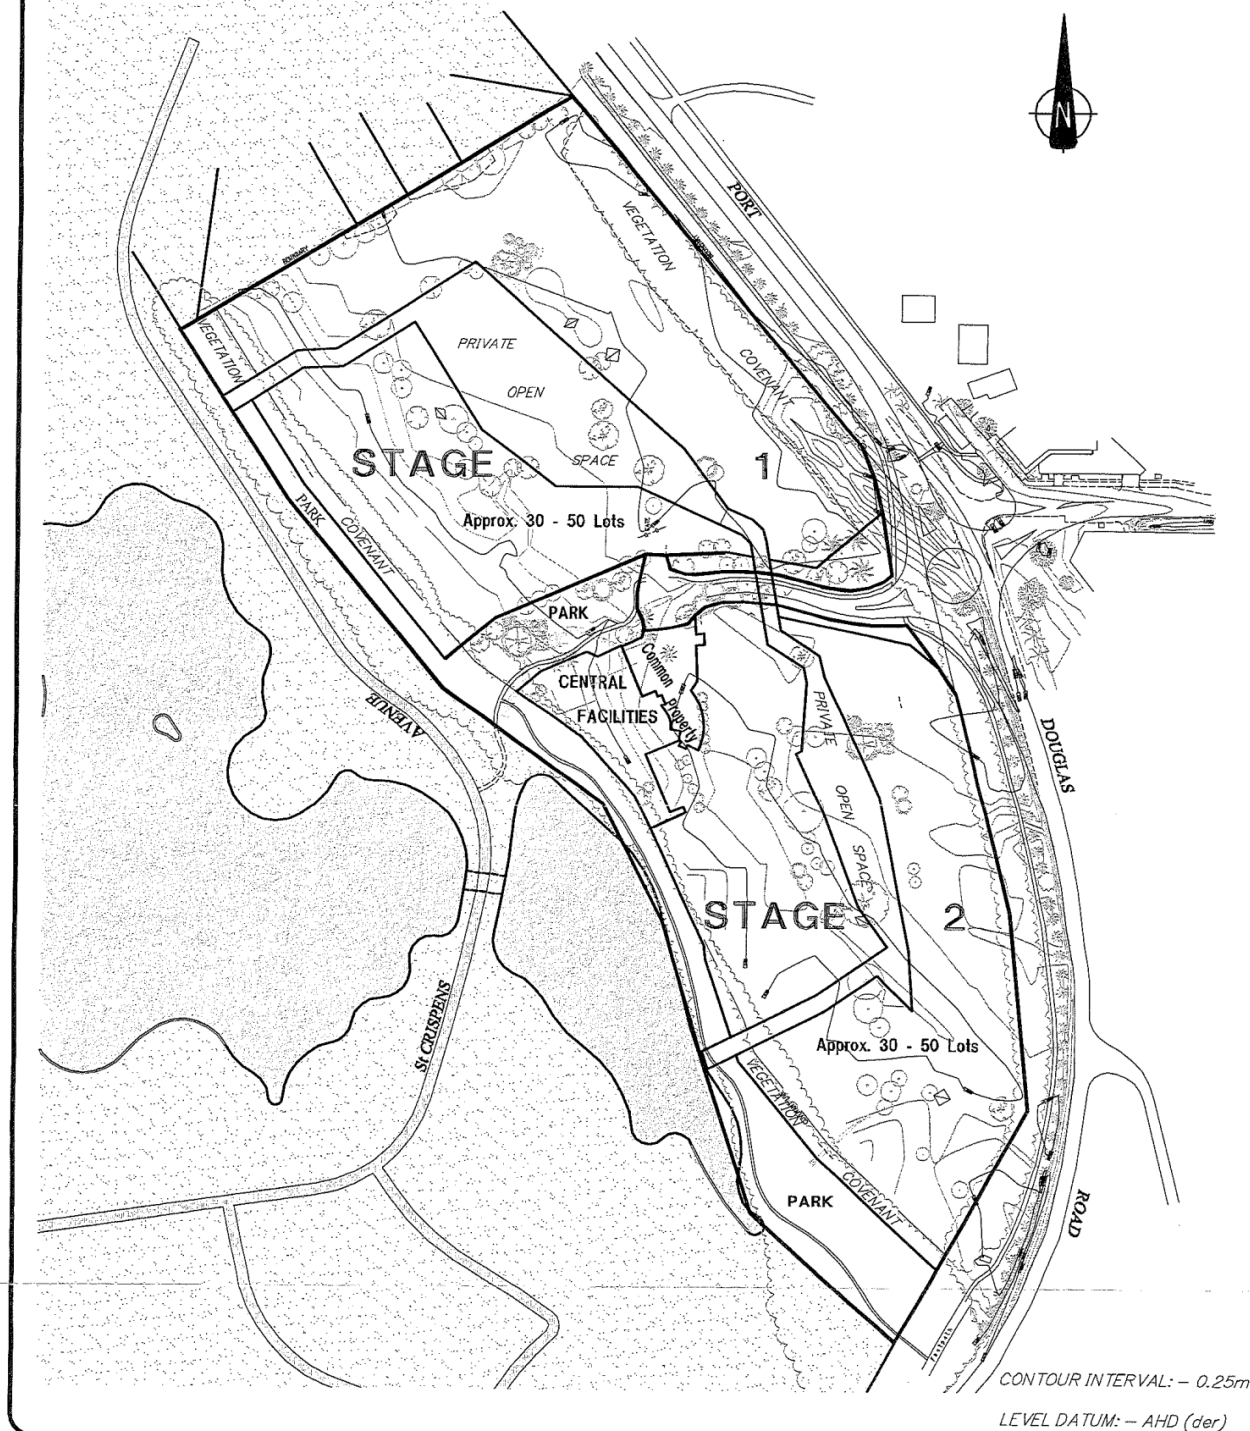 N
PORT
VEGETATION
BOUNDARY
VEGETATION
PRIVATE
COVENANT
OPEN
STAGE
SPACE
1
PARK
COVENANT
Approx. 30 - 50 Lots
PARK
Common
Property
CENTRAL
FACILITIES
AVENUE
PRIVATE
DOUGLAS
OPEN
SPACE
STAGE
2
St CRISPENS
Approx. 30 - 50 Lots
VEGETATION
COVENANT
PARK
ROAD
Footpath
CONTOUR INTERVAL: - 0.25m
LEVEL DATUM: - AHD (der)